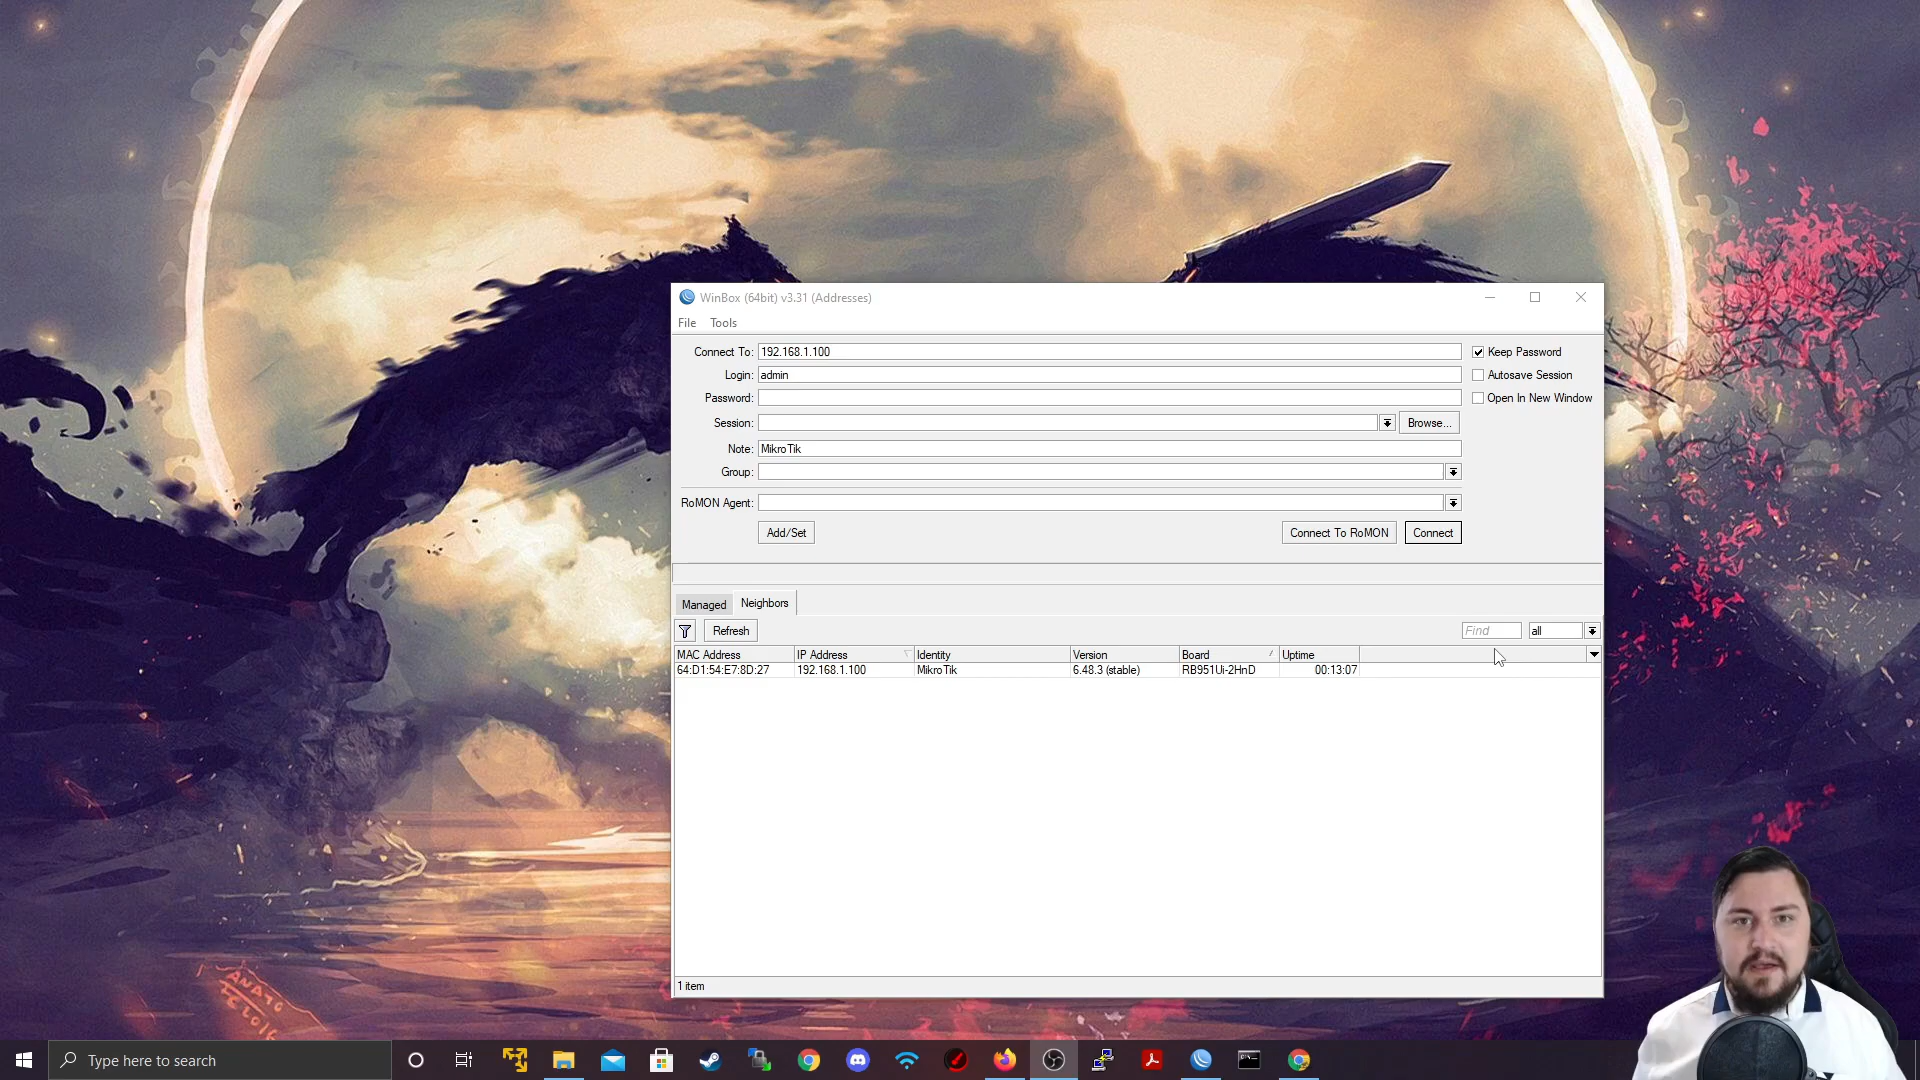 WinBox (64bit) v3.31 (Addresses)
File Tools
Connect To: 192.168.1.100
Keep Password
Login: admin
Autosave Session
Password:
Open In New Window
Session:
Browse...
Note: MikroTik
Group:
RoMON Agent:
Add/Set
Connect To RoMON
Connect
Managed
Neighbors
Refresh
Find
all
MAC Address IP Address Identity Version Board Uptime
64:D1:54:E7:8D:27 192.168.1.100 MikroTik 6.48.3 (stable) RB951Ui-2HnD 00:13:07
1 item
Type here to search